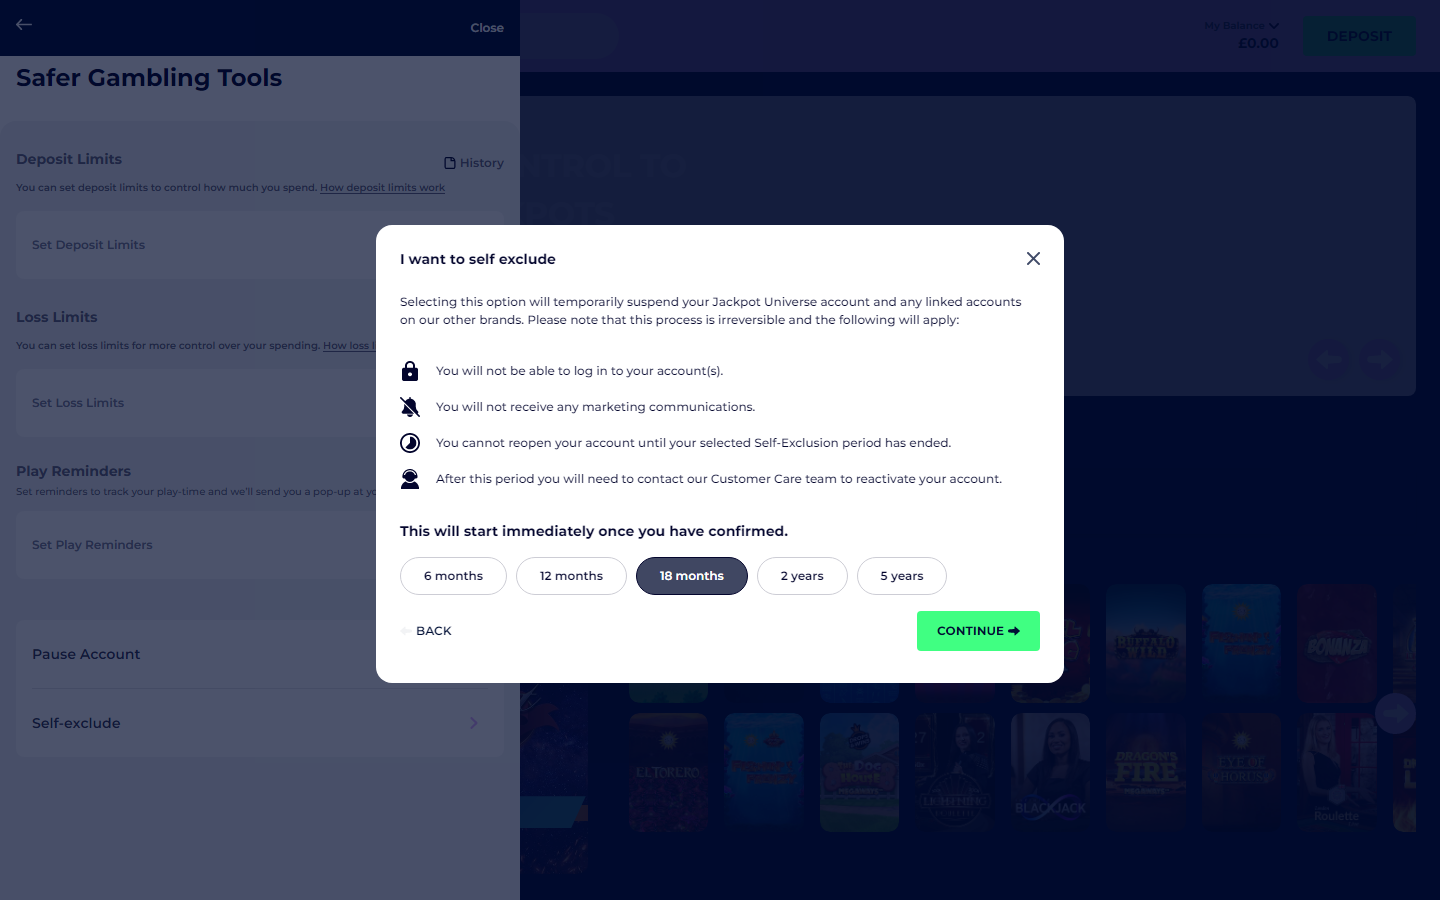 Close
My Balance
£0.00
DEPOSIT
Safer Gambling Tools
Deposit Limits
History
You can set deposit limits to control how much you spend. How deposit limits work
Set Deposit Limits
Loss Limits
You can set loss limits for more control over your spending. How loss l
Set Loss Limits
Play Reminders
Set reminders to track your play-time and we'll send you a pop-up at yo
Set Play Reminders
Pause Account
Self-exclude
NTROL TO
POTS
I want to self exclude
Selecting this option will temporarily suspend your Jackpot Universe account and any linked accounts
on our other brands. Please note that this process is irreversible and the following will apply:
You will not be able to log in to your account(s).
You will not receive any marketing communications.
You cannot reopen your account until your selected Self-Exclusion period has ended.
After this period you will need to contact our Customer Care team to reactivate your account.
This will start immediately once you have confirmed.
6 months
12 months
18 months
2 years
5 years
BACK
CONTINUE
BUFFALO
WILD
BONANZA
EL TORERO
House
LIGHTNING
BLACKJACK
DRAGON'S
FIRE
MEGAWAYS
EYE OF
HORUS
Roulette